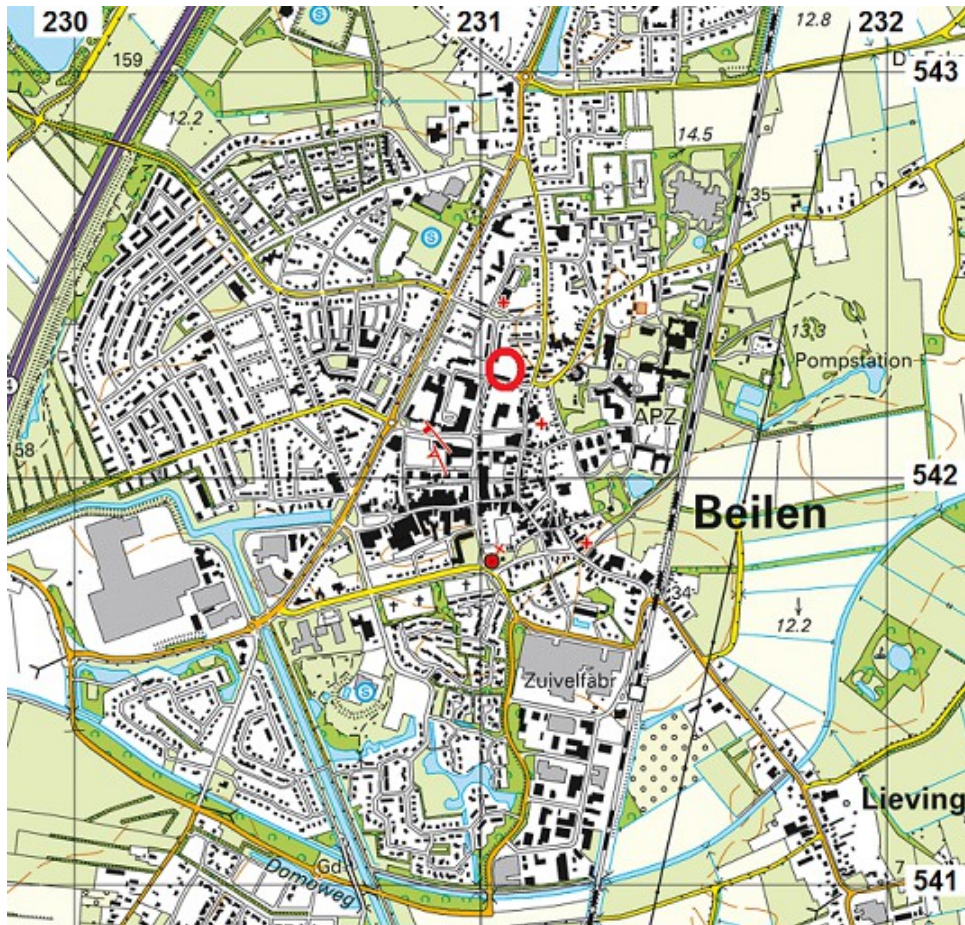 230
231
12.8
232
159
543
12.2
14.5
35
13.3
Pompstation
APZ
158
542
Beilen
34
12.2
Zuivelfabr
Lieving
Gd
7
541
Domoweg